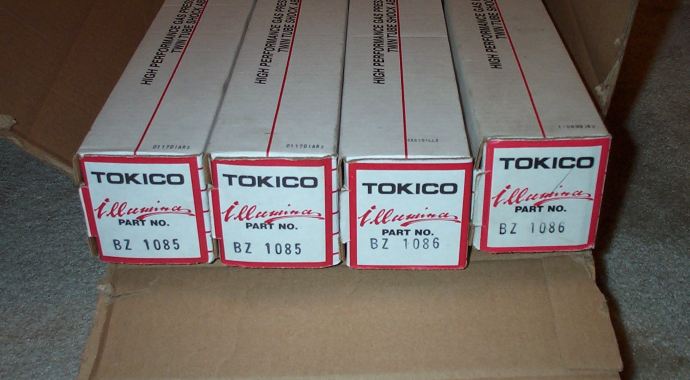 HIGH PERFORMANCE GAS PRES
TWIN TUBE SHOCK AB
HIGH PERFORMANCE GAS PRES
TWIN TUBE SHOCK AB
HIGH PERFORMANCE GAS PRES
TWIN TUBE SHOCK AB
HIGH PERFORMANCE GAS PRES
TWIN TUBE SHOCK AB
TOKICO
illumina
PART NO.
BZ 1085
TOKICO
illumina
PART NO.
BZ 1085
TOKICO
illumina
PART NO.
BZ 1086
TOKICO
illumina
PART NO.
BZ 1086